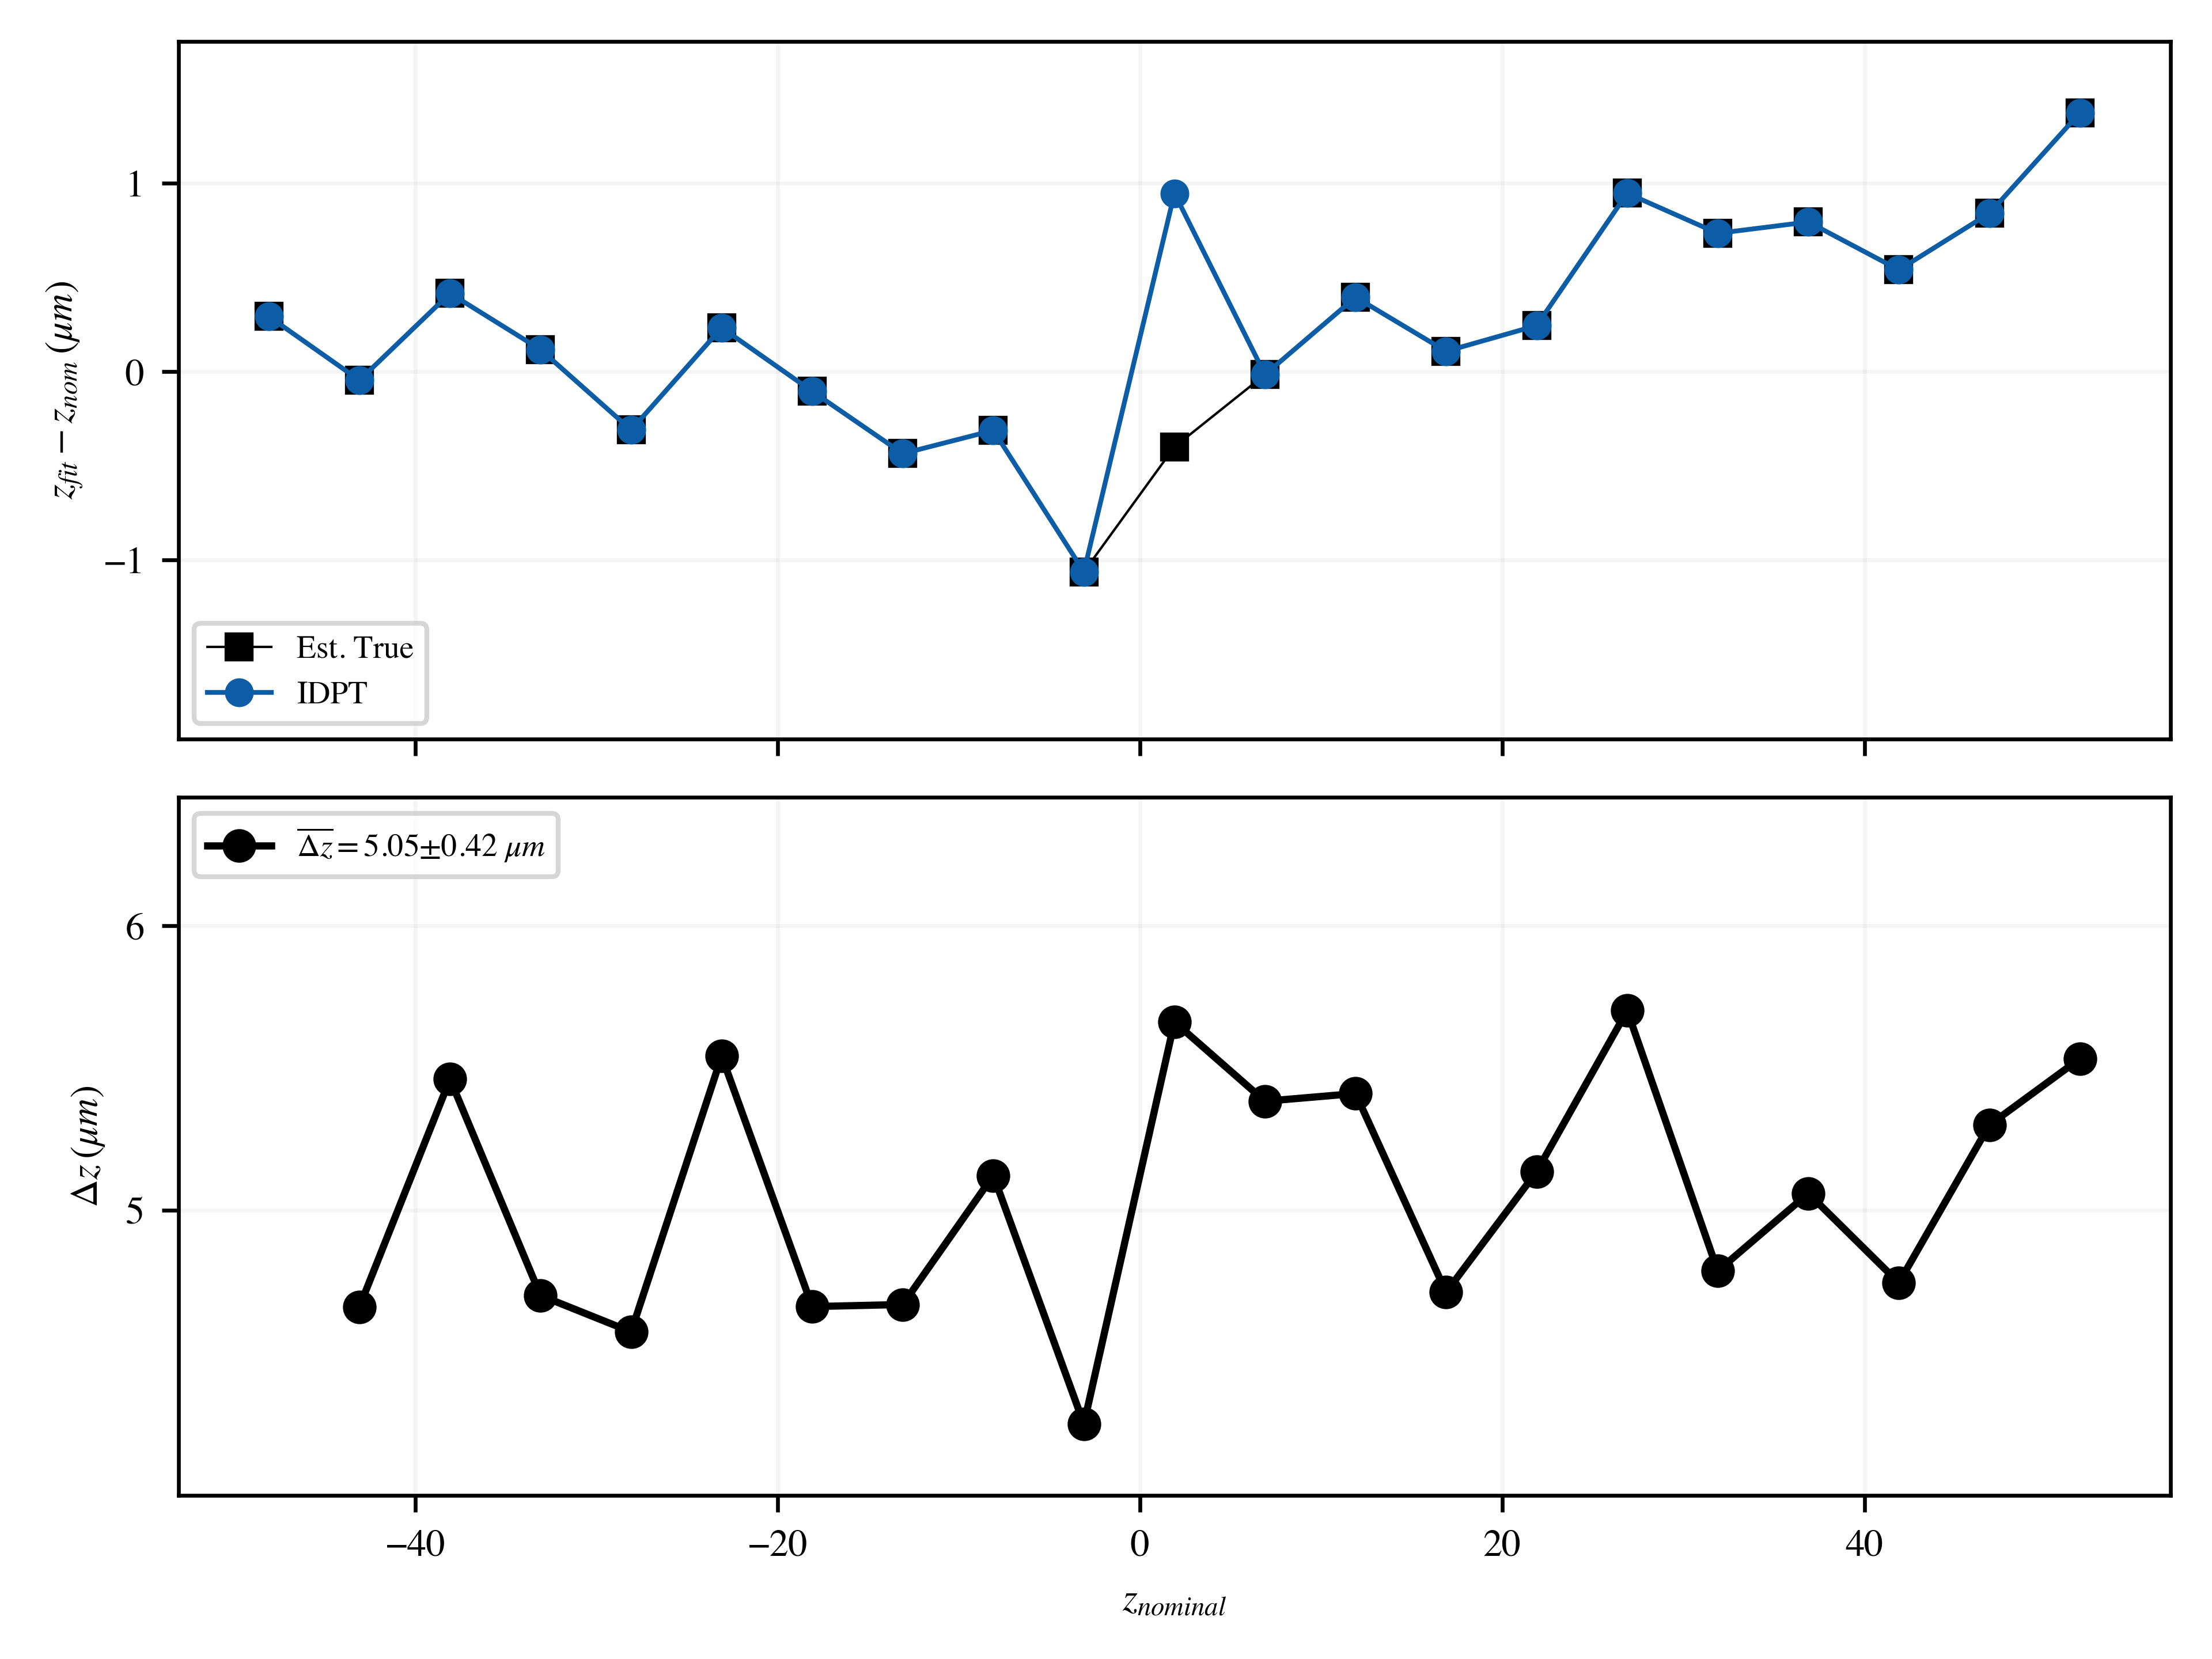 z_fit − z_nom (μm)
1
0
−1
Est. True
IDPT
Δz (μm)
6
5
\overline{Δz} = 5.05±0.42 μm
−40 −20 0 20 40
z_nominal